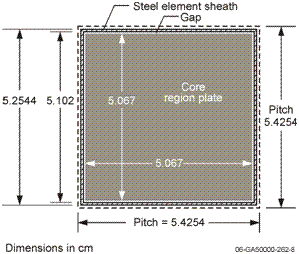 Steel element sheath
Gap
5.2544
5.102
5.067
Core
region plate
Pitch
5.4254
5.067
Pitch = 5.4254
Dimensions in cm
06-GA50000-262-8